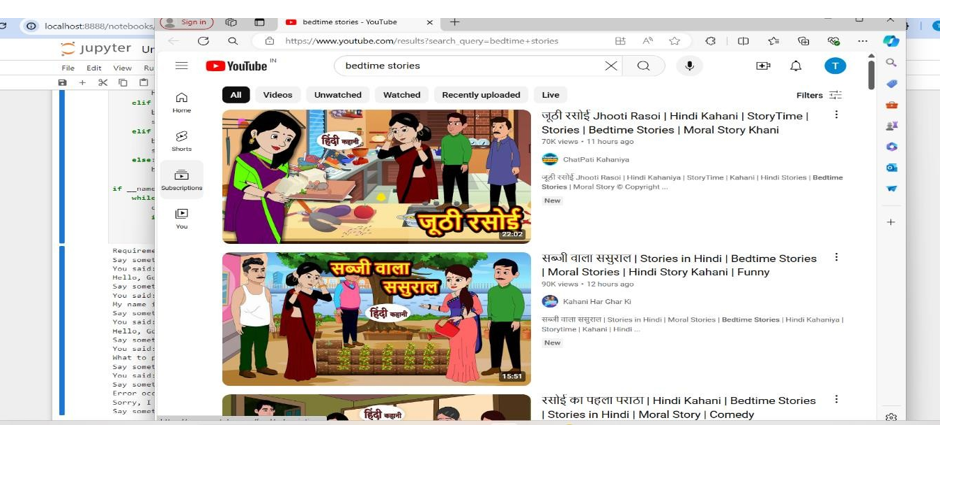 localhost:8888/notebooks
Sign in
bedtime stories - YouTube
https://www.youtube.com/results?search_query=bedtime+stories
jupyter Un
File Edit View Ru
elif
elif
else:
if __name
while
Requireme
Say somet
You said:
Hello, Go
Say somet
You said:
My name i
Say somet
You said:
Hello, Go
Say somet
You said:
What to p
Say somet
You said:
Say somet
Error occ
Sorry, I
Say somet
YouTube IN
bedtime stories
T
Home
Shorts
Subscriptions
You
All Videos Unwatched Watched Recently uploaded Live
Filters
हिंदी कहानी
जूठी रसोई
22:02
जूठी रसोई Jhooti Rasoi | Hindi Kahani | StoryTime |
Stories | Bedtime Stories | Moral Story Khani
70K views • 11 hours ago
ChatPati Kahaniya
जूठी रसोई Jhooti Rasoi | Hindi Kahaniya | StoryTime | Kahani | Hindi Stories | Bedtime
Stories | Moral Story © Copyright ...
New
सब्जी वाला
ससुराल
हिंदी कहानी
15:51
सब्जी वाला ससुराल | Stories in Hindi | Bedtime Stories
| Moral Stories | Hindi Story Kahani | Funny
90K views • 12 hours ago
Kahani Har Ghar Ki
सब्जी वाला ससुराल | Stories in Hindi | Moral Stories | Bedtime Stories | Hindi Kahaniya |
Storytime | Kahani | Hindi ...
New
हिंदी कहानी
रसोई का पहला पराठा | Hindi Kahani | Bedtime Stories
| Stories in Hindi | Moral Story | Comedy